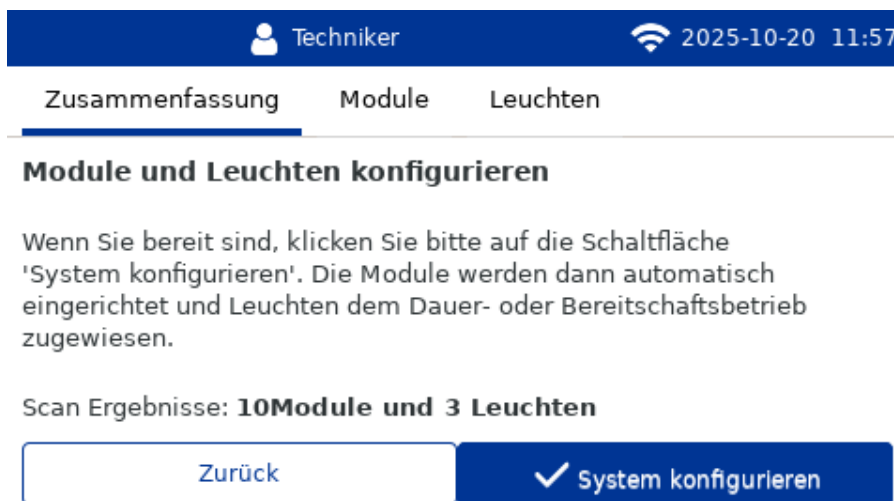 Techniker 2025-10-20 11:57
Zusammenfassung Module Leuchten
Module und Leuchten konfigurieren
Wenn Sie bereit sind, klicken Sie bitte auf die Schaltfläche
'System konfigurieren'. Die Module werden dann automatisch
eingerichtet und Leuchten dem Dauer- oder Bereitschaftsbetrieb
zugewiesen.
Scan Ergebnisse: 10Module und 3 Leuchten
Zurück System konfigurieren